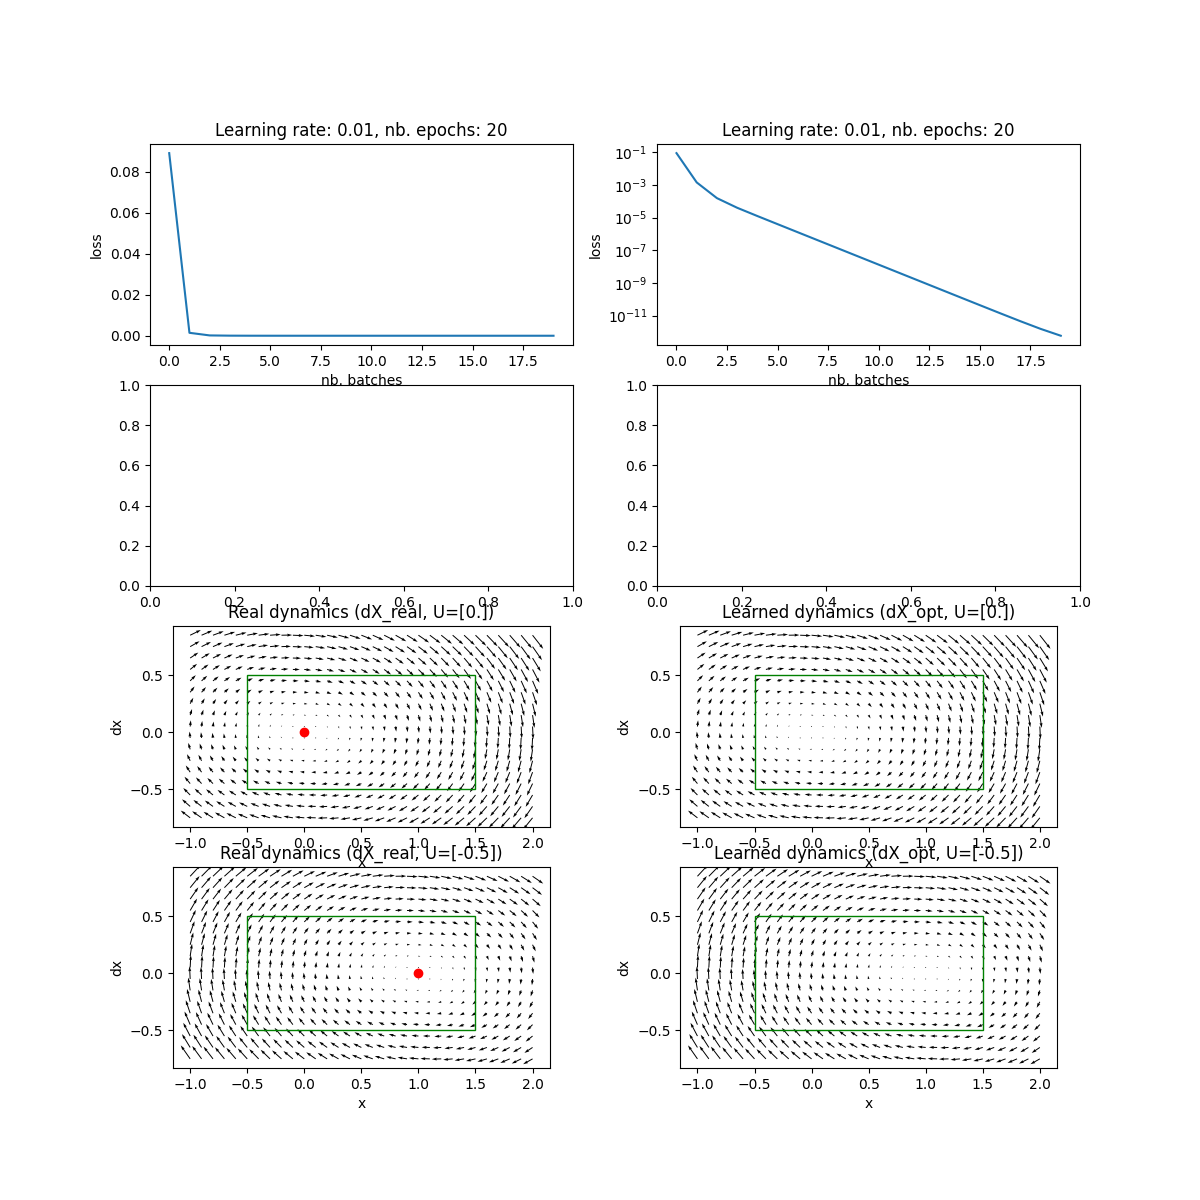 Learning rate: 0.01, nb. epochs: 20
Learning rate: 0.01, nb. epochs: 20
loss
0.08
0.06
0.04
0.02
0.00
0.0 2.5 5.0 7.5 10.0 12.5 15.0 17.5
nb. batches
loss
10⁻¹
10⁻³
10⁻⁵
10⁻⁷
10⁻⁹
10⁻¹¹
0.0 2.5 5.0 7.5 10.0 12.5 15.0 17.5
nb. batches
1.0
0.8
0.6
0.4
0.2
0.0
0.0 0.2 0.4 0.6 0.8 1.0
1.0
0.8
0.6
0.4
0.2
0.0
0.0 0.2 0.4 0.6 0.8 1.0
Real dynamics (dX_real, U=[0.])
dx
0.5
0.0
−0.5
−1.0 −0.5 0.0 0.5 1.0 1.5 2.0
x
Learned dynamics (dX_opt, U=[0.])
dx
0.5
0.0
−0.5
−1.0 −0.5 0.0 0.5 1.0 1.5 2.0
x
Real dynamics (dX_real, U=[-0.5])
dx
0.5
0.0
−0.5
−1.0 −0.5 0.0 0.5 1.0 1.5 2.0
x
Learned dynamics (dX_opt, U=[-0.5])
dx
0.5
0.0
−0.5
−1.0 −0.5 0.0 0.5 1.0 1.5 2.0
x